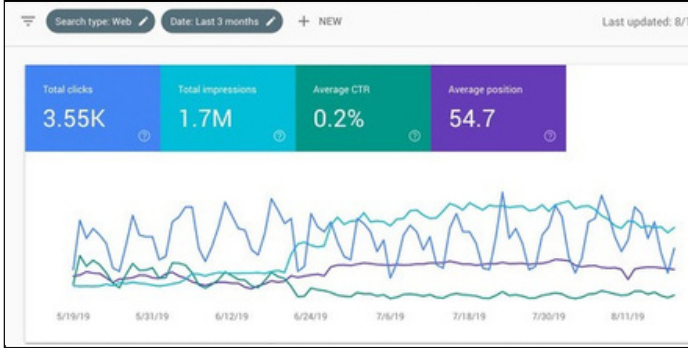 Search type: Web Date: Last 3 months + NEW Last updated: 8/1
Total clicks Total impressions Average CTR Average position
3.55K 1.7M 0.2% 54.7
5/19/19 5/31/19 6/12/19 6/24/19 7/6/19 7/18/19 7/30/19 8/11/19